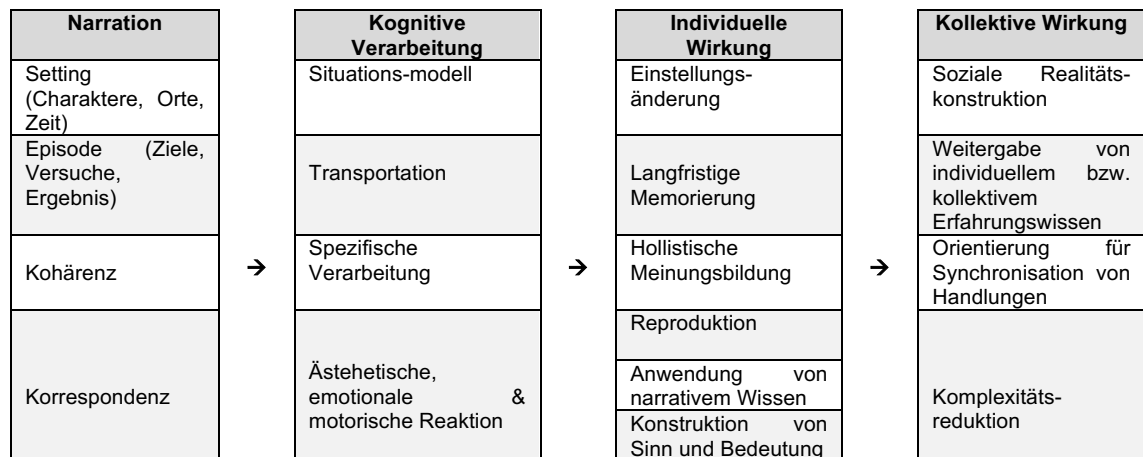 Narration
Setting
(Charaktere, Orte,
Zeit)
Episode (Ziele,
Versuche,
Ergebnis)
Kohärenz
Korrespondenz
→
Kognitive
Verarbeitung
Situations-modell
Transportation
Spezifische
Verarbeitung
Ästehetische,
emotionale &
motorische Reaktion
→
Individuelle
Wirkung
Einstellungs-
änderung
Langfristige
Memorierung
Hollistische
Meinungsbildung
Reproduktion
Anwendung von
narrativem Wissen
Konstruktion von
Sinn und Bedeutung
→
Kollektive Wirkung
Soziale Realitäts-
konstruktion
Weitergabe von
individuellem bzw.
kollektivem
Erfahrungswissen
Orientierung für
Synchronisation von
Handlungen
Komplexitäts-
reduktion